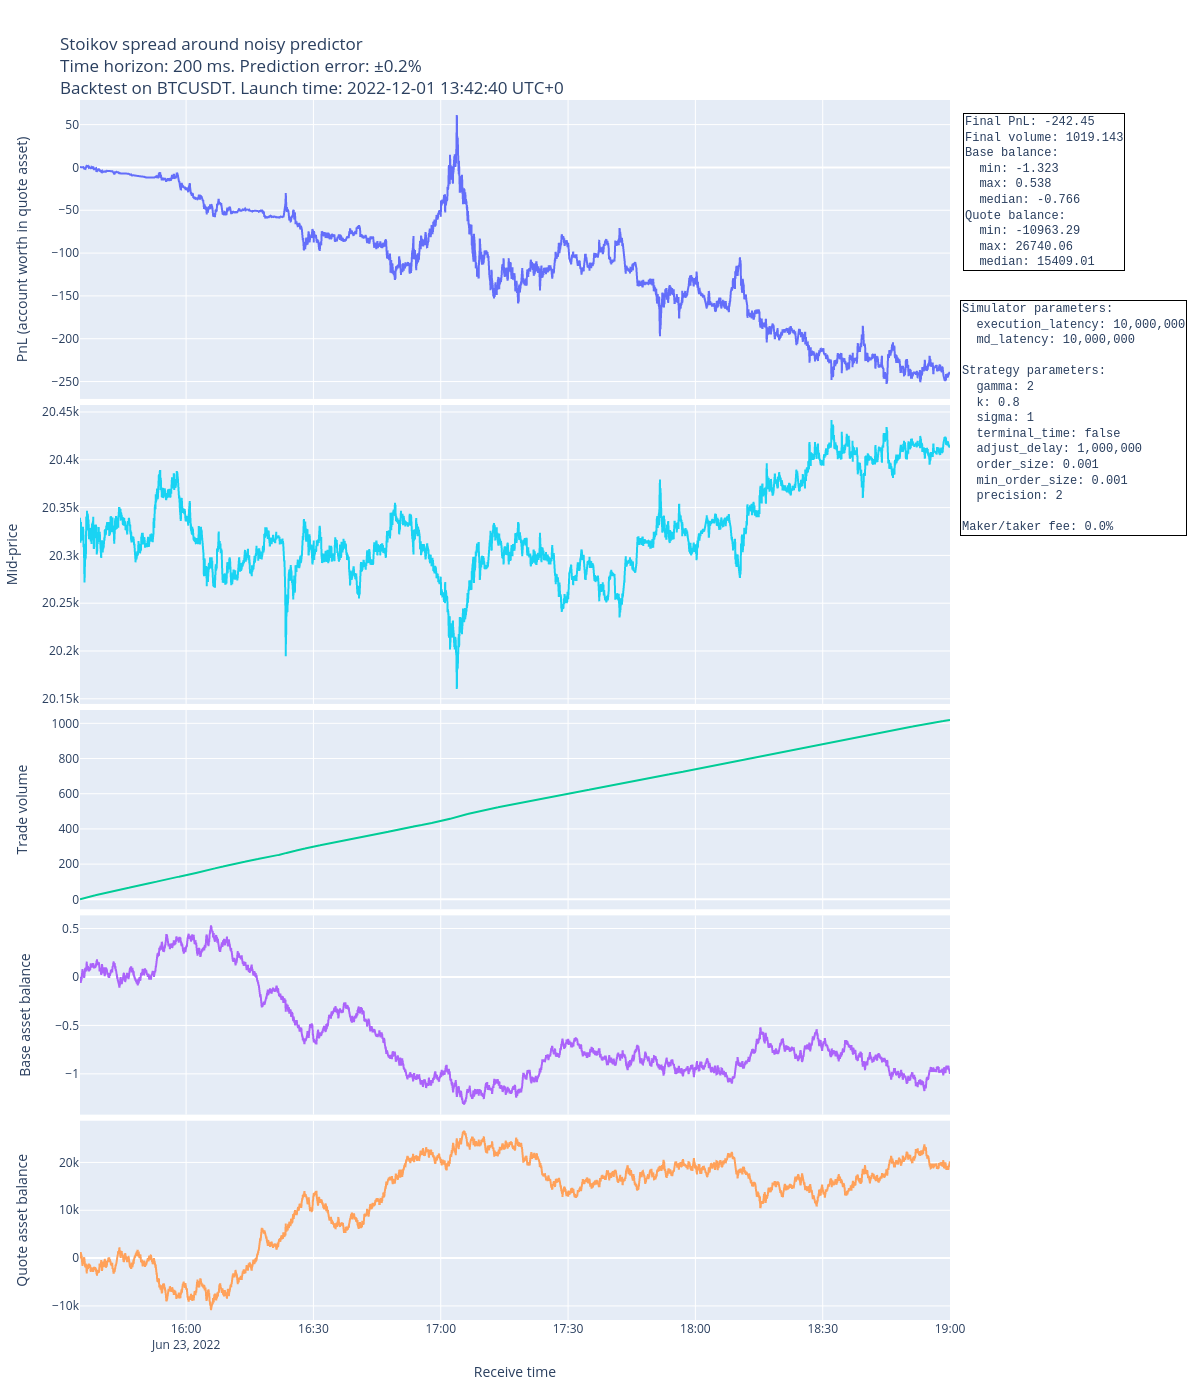 Stoikov spread around noisy predictor
Time horizon: 200 ms. Prediction error: ±0.2%
Backtest on BTCUSDT. Launch time: 2022-12-01 13:42:40 UTC+0
PnL (account worth in quote asset)
50
0
−50
−100
−150
−200
−250
Final PnL: -242.45
Final volume: 1019.143
Base balance:
min: -1.323
max: 0.538
median: -0.766
Quote balance:
min: -10963.29
max: 26740.06
median: 15409.01
Simulator parameters:
execution_latency: 10,000,000
md_latency: 10,000,000
Strategy parameters:
gamma: 2
k: 0.8
sigma: 1
terminal_time: false
adjust_delay: 1,000,000
order_size: 0.001
min_order_size: 0.001
precision: 2
Maker/taker fee: 0.0%
Mid-price
20.45k
20.4k
20.35k
20.3k
20.25k
20.2k
20.15k
Trade volume
1000
800
600
400
200
0
Base asset balance
0.5
0
−0.5
−1
Quote asset balance
20k
10k
0
−10k
16:00
16:30
17:00
17:30
18:00
18:30
19:00
Jun 23, 2022
Receive time